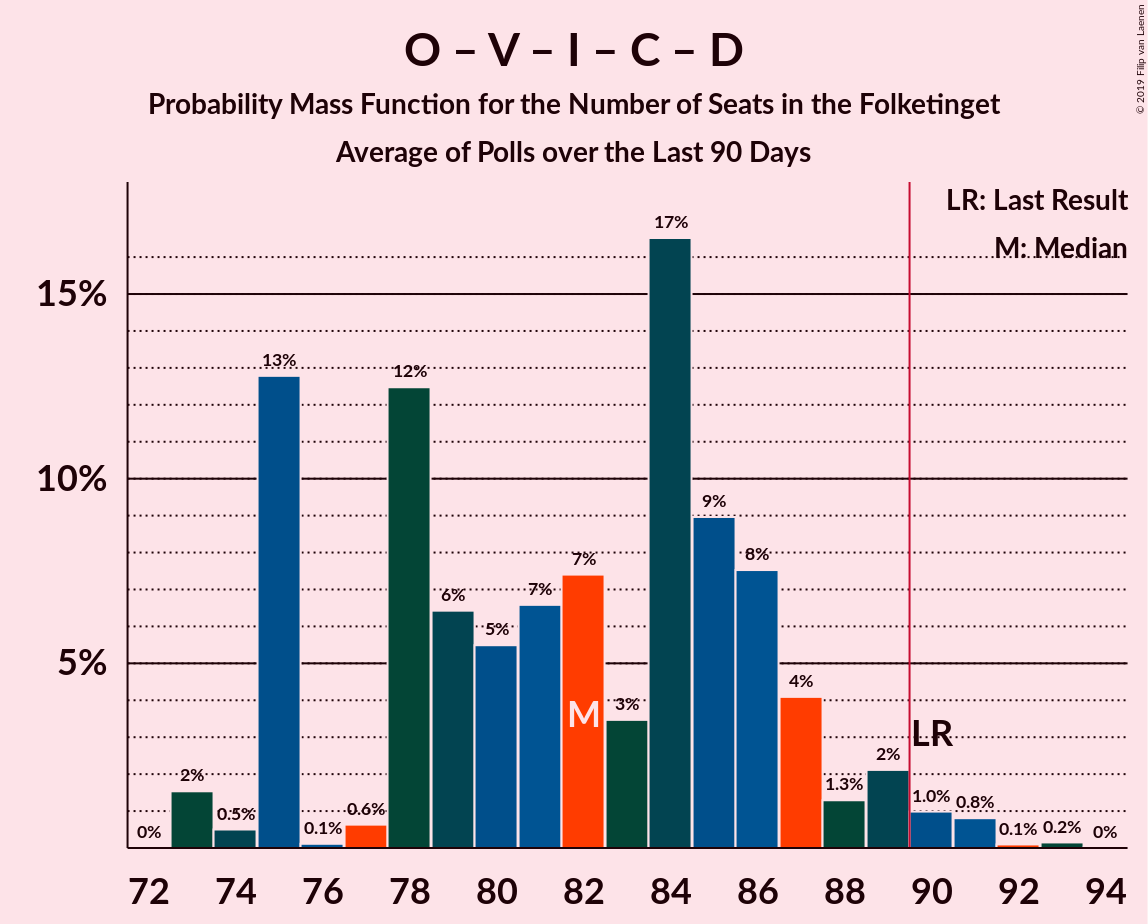 O – V – I – C – D
Probability Mass Function for the Number of Seats in the Folketinget
Average of Polls over the Last 90 Days
© 2019 Filip van Laenen
LR: Last Result
M: Median
15%
10%
5%
0%
2%
0.5%
13%
0.1%
0.6%
12%
6%
5%
7%
7%
3%
17%
9%
8%
4%
1.3%
2%
1.0%
0.8%
0.1%
0.2%
0%
M
LR
72 74 76 78 80 82 84 86 88 90 92 94